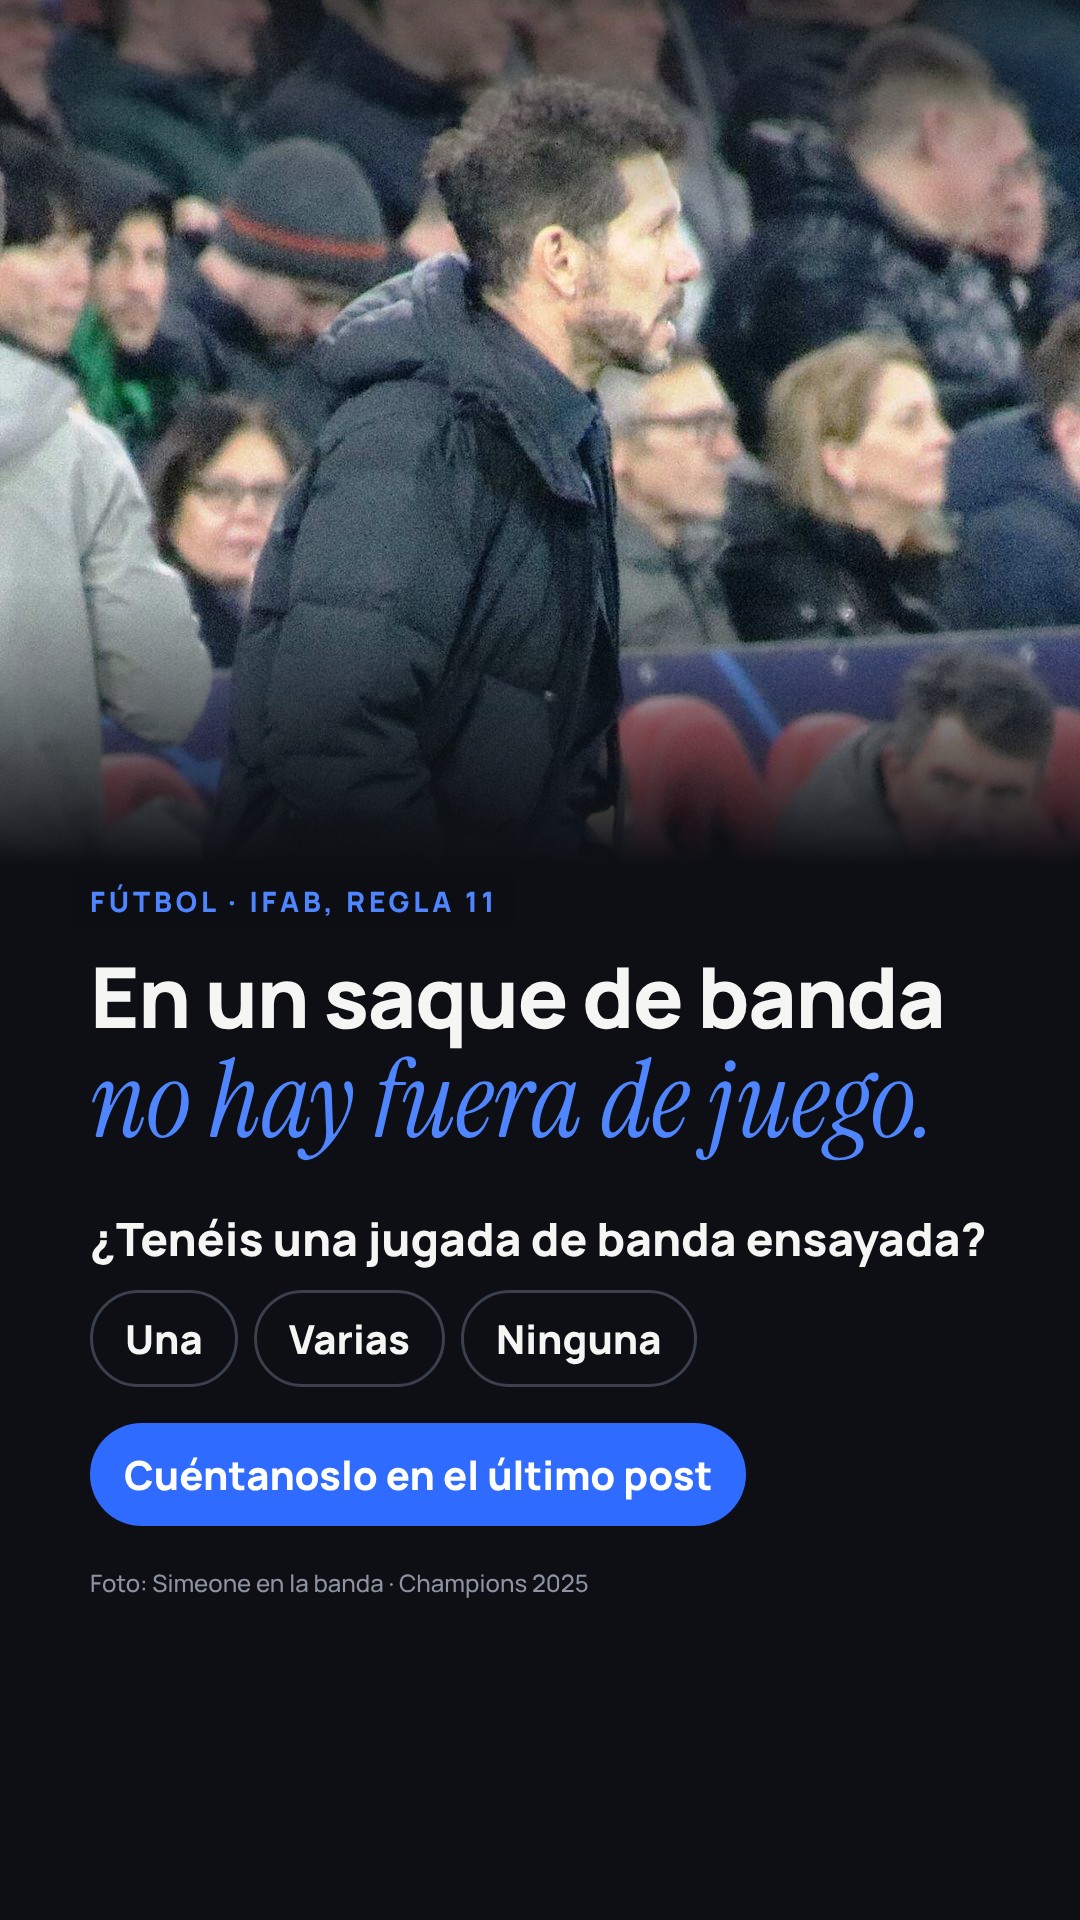 FÚTBOL · IFAB, REGLA 11
En un saque de banda
no hay fuera de juego.
¿Tenéis una jugada de banda ensayada?
Una Varias Ninguna
Cuéntanoslo en el último post
Foto: Simeone en la banda · Champions 2025